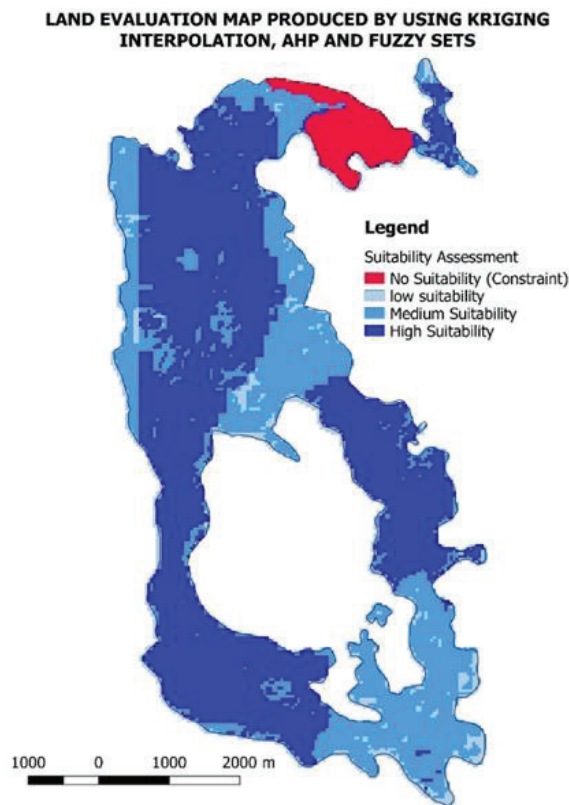 LAND EVALUATION MAP PRODUCED BY USING KRIGING
INTERPOLATION, AHP AND FUZZY SETS
Legend
Suitability Assessment
No Suitability (Constraint)
low suitability
Medium Suitability
High Suitability
1000 0 1000 2000 m